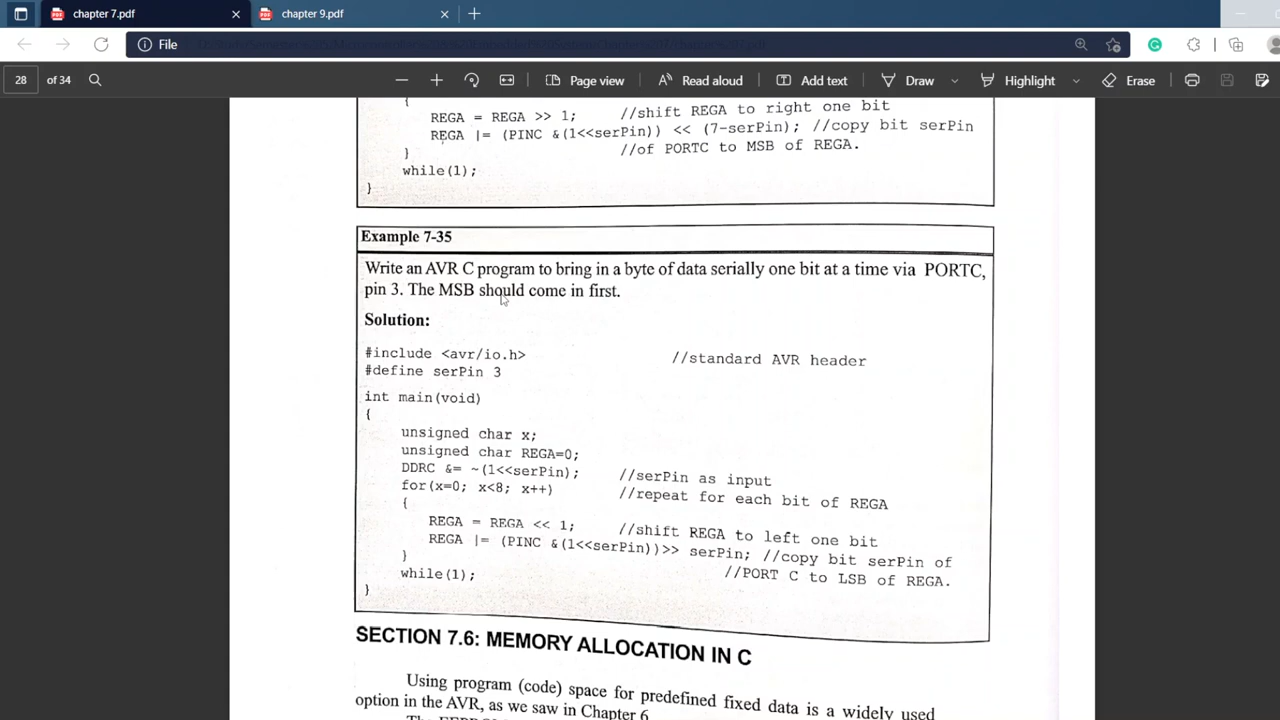 chapter 7.pdf
chapter 9.pdf
File
28 of 34
Page view
Read aloud
Add text
Draw
Highlight
Erase
{
REGA = REGA >> 1; //shift REGA to right one bit
REGA |= (PINC &(1<<serPin)) << (7-serPin); //copy bit serPin
} //of PORTC to MSB of REGA.
while(1);
}
Example 7-35
Write an AVR C program to bring in a byte of data serially one bit at a time via PORTC,
pin 3. The MSB should come in first.
Solution:
#include <avr/io.h> //standard AVR header
#define serPin 3
int main(void)
{
unsigned char x;
unsigned char REGA=0;
DDRC &= ~(1<<serPin); //serPin as input
for(x=0; x<8; x++) //repeat for each bit of REGA
{
REGA = REGA << 1; //shift REGA to left one bit
REGA |= (PINC &(1<<serPin))>> serPin; //copy bit serPin of
} //PORT C to LSB of REGA.
while(1);
}
SECTION 7.6: MEMORY ALLOCATION IN C
Using program (code) space for predefined fixed data is a widely used
option in the AVR, as we saw in Chapter 6.